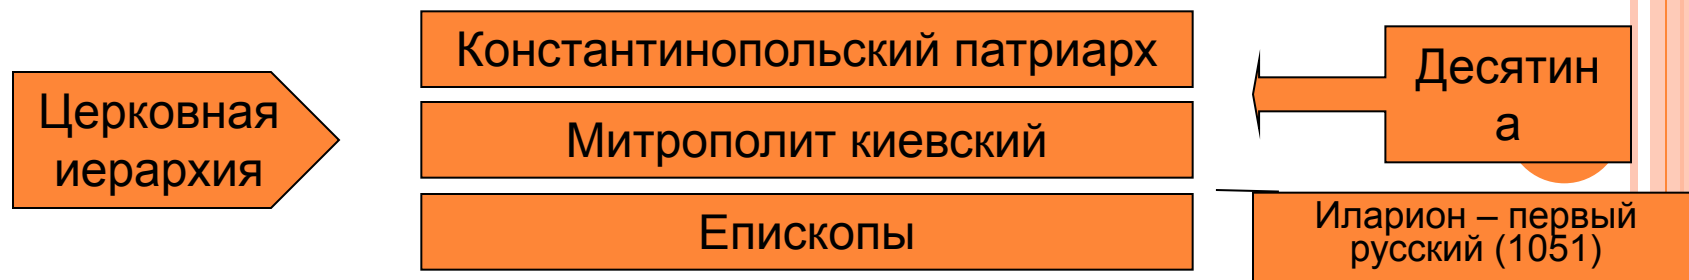 Церковная
иерархия
Константинопольский патриарх
Митрополит киевский
Епископы
Десятин
а
Иларион – первый
русский (1051)